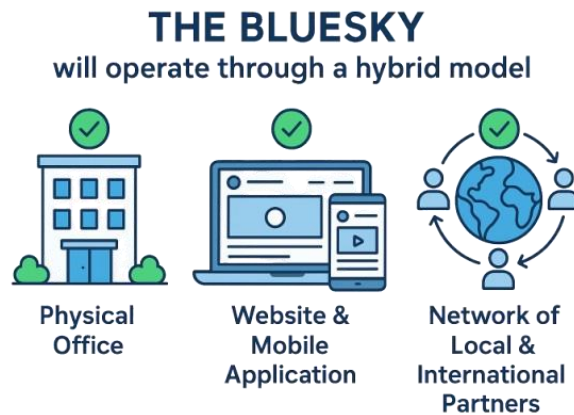 THE BLUESKY
will operate through a hybrid model
Physical
Office
Website &
Mobile
Application
Network of
Local &
International
Partners